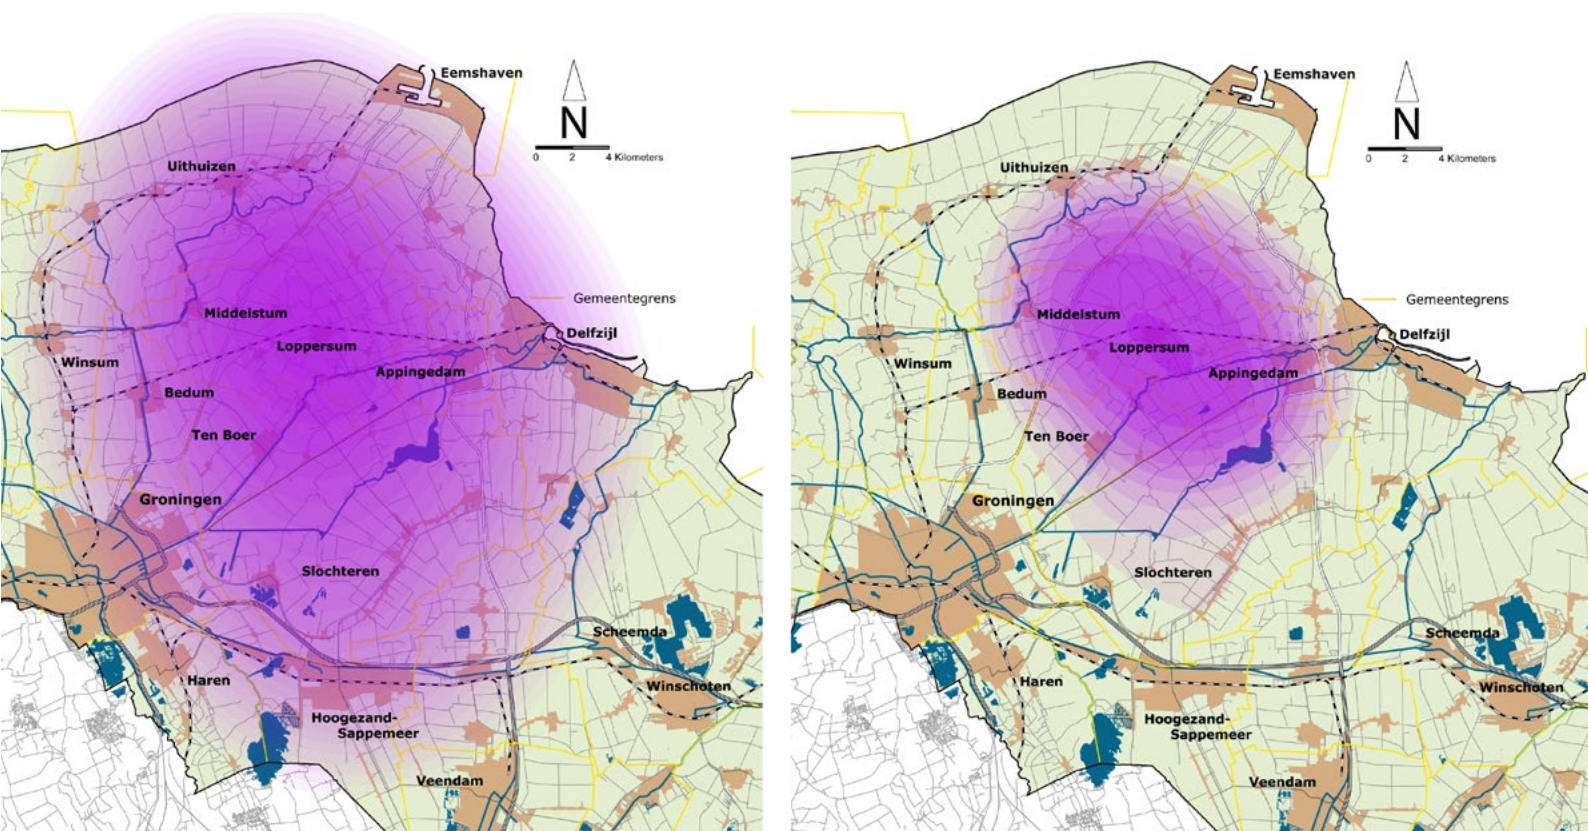 Eemshaven
N
0 2 4 Kilometers
Uithuizen
Gemeentegrens
Middelstum
Delfzijl
Loppersum
Winsum
Appingedam
Bedum
Ten Boer
Groningen
Slochteren
Scheemda
Haren
Winschoten
Hoogezand-
Sappemeer
Veendam
Eemshaven
N
0 2 4 Kilometers
Uithuizen
Gemeentegrens
Middelstum
Delfzijl
Loppersum
Winsum
Appingedam
Bedum
Ten Boer
Groningen
Slochteren
Scheemda
Haren
Winschoten
Hoogezand-
Sappemeer
Veendam